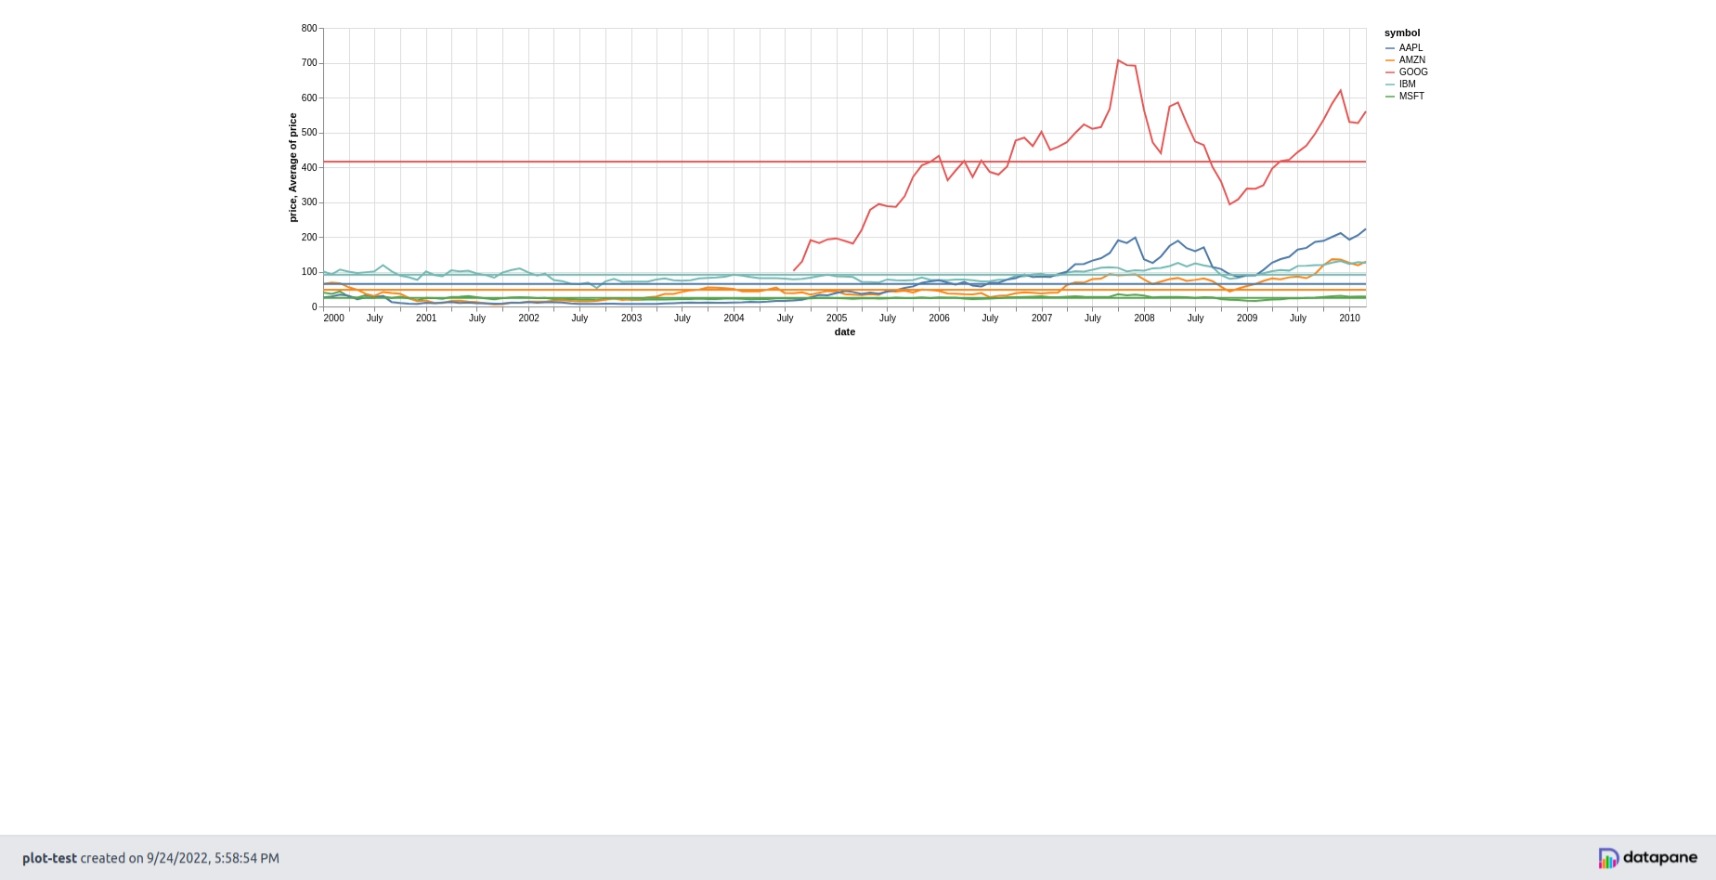 800
700
600
500
400
300
200
100
0
price, Average of price
2000 July 2001 July 2002 July 2003 July 2004 July 2005 July 2006 July 2007 July 2008 July 2009 July 2010
date
symbol
AAPL
AMZN
GOOG
IBM
MSFT
plot-test created on 9/24/2022, 5:58:54 PM
datapane